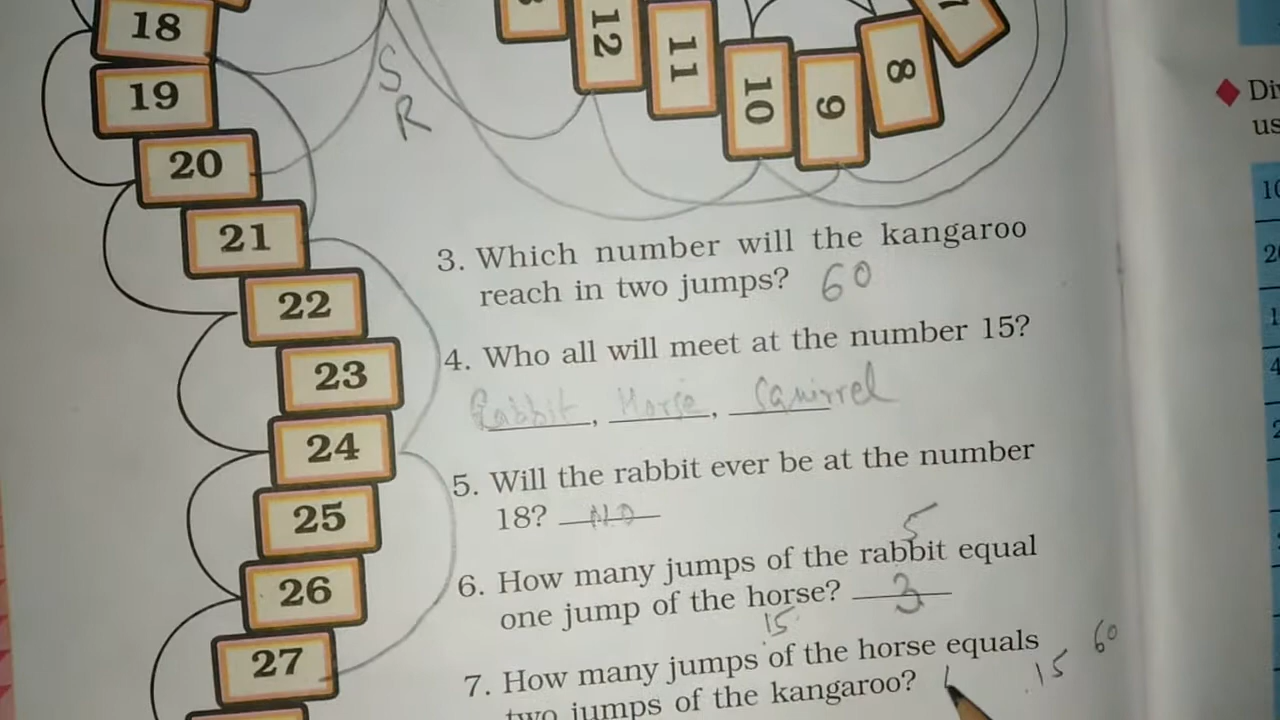 18
19
20
21
22
23
24
25
26
27
S
R
12
11
10
9
8
3. Which number will the kangaroo
reach in two jumps? 60
4. Who all will meet at the number 15?
Rabbit, Horse, Squirrel
5. Will the rabbit ever be at the number
18? NO
5
6. How many jumps of the rabbit equal
one jump of the horse? 3
15
7. How many jumps of the horse equals
two jumps of the kangaroo?
15
60
us